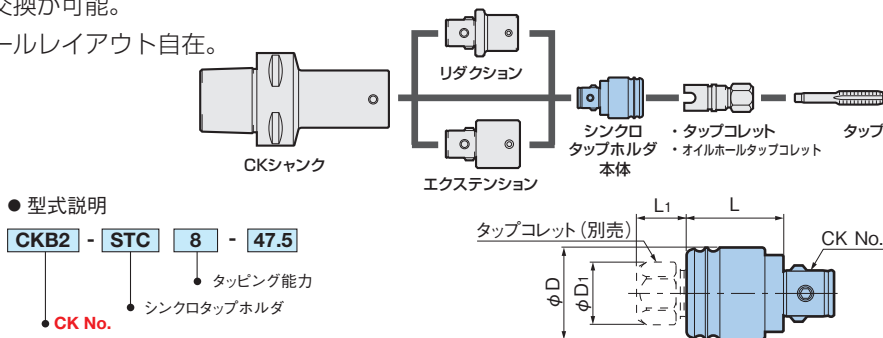 交換が可能。
ールレイアウト自在。
リダクション
CKシャンク
エクステンション
シンクロ
タップホルダ
本体
・タップコレット
・オイルホールタップコレット
タップ
● 型式説明
CKB2 - STC 8 - 47.5
タッピング能力
シンクロタップホルダ
CK No.
L1 L
タップコレット（別売）
CK No.
φD
φD1